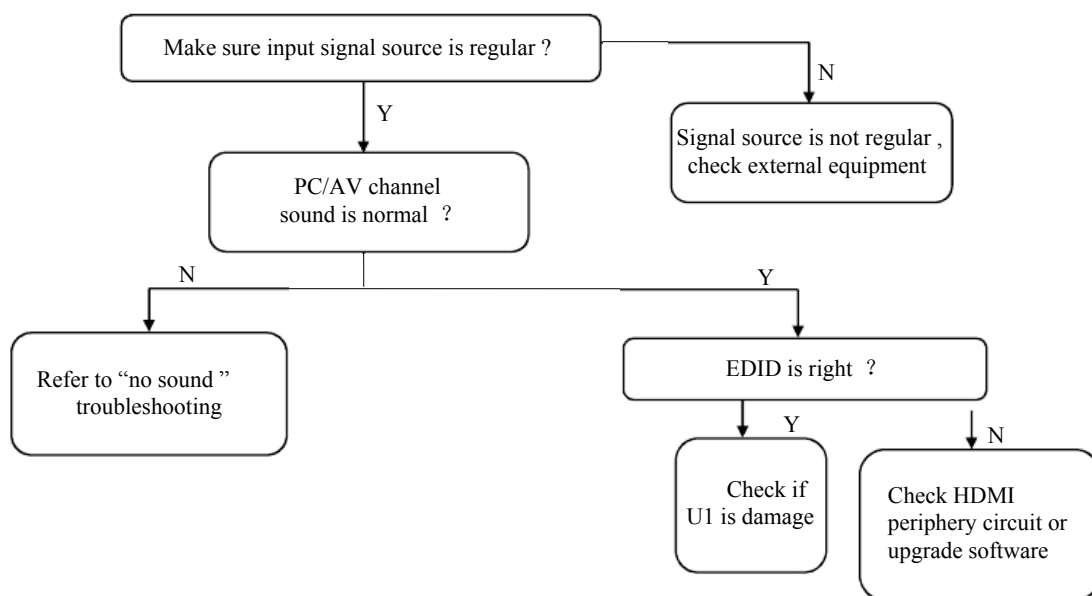 Make sure input signal source is regular？
N
Y
Signal source is not regular ,
check external equipment
PC/AV channel
sound is normal ？
N
Y
EDID is right ？
Refer to “no sound ”
troubleshooting
Y
N
Check if
U1 is damage
Check HDMI
periphery circuit or
upgrade software